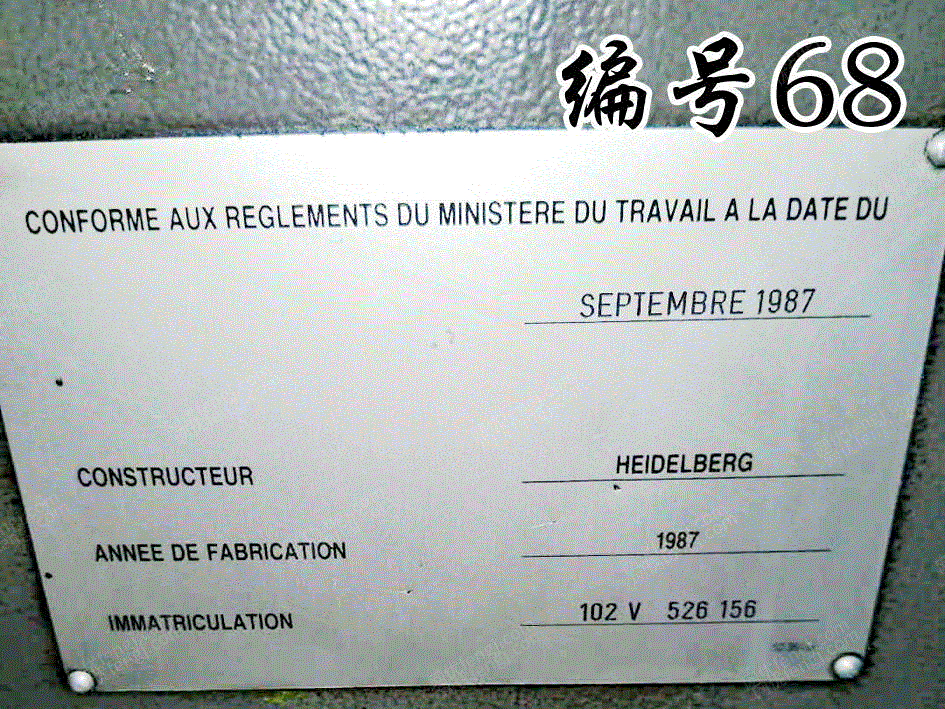 编号68
CONFORME AUX REGLEMENTS DU MINISTERE DU TRAVAIL A LA DATE DU
SEPTEMBRE 1987
CONSTRUCTEUR HEIDELBERG
ANNEE DE FABRICATION 1987
IMMATRICULATION 102 V 526 156